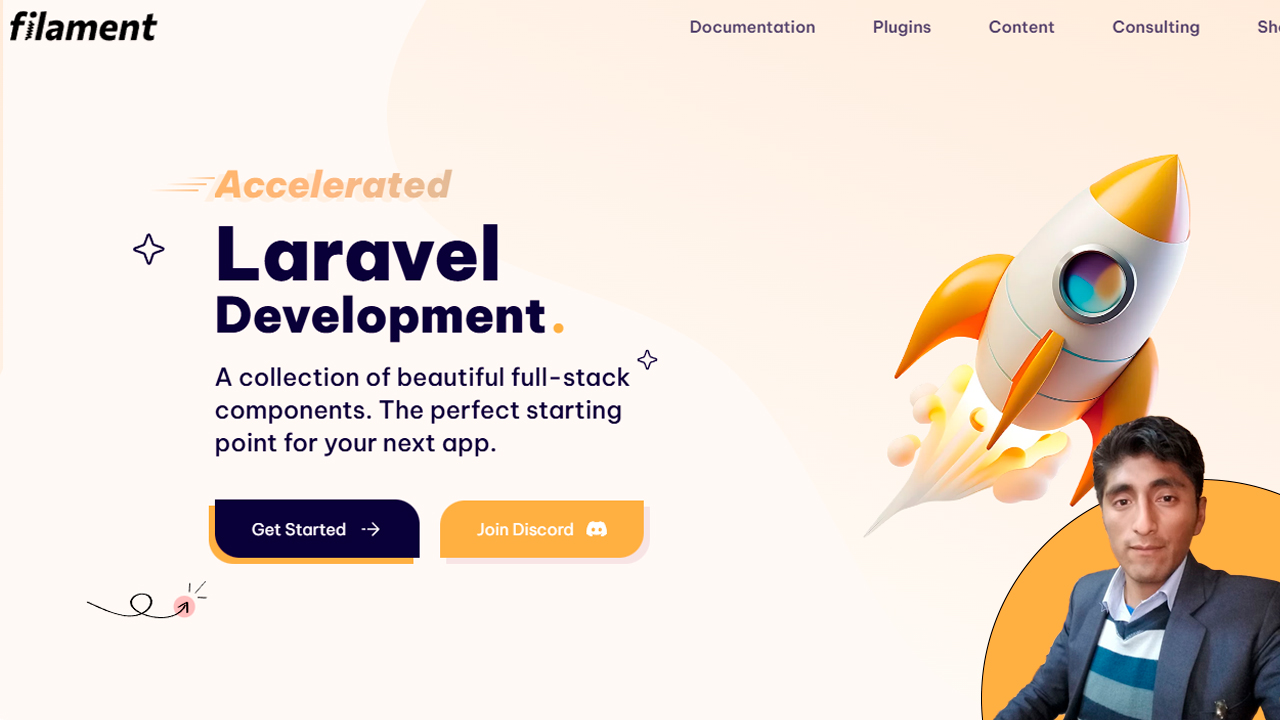 filament
Documentation Plugins Content Consulting
Accelerated
Laravel
Development.
A collection of beautiful full-stack
components. The perfect starting
point for your next app.
Get Started
Join Discord